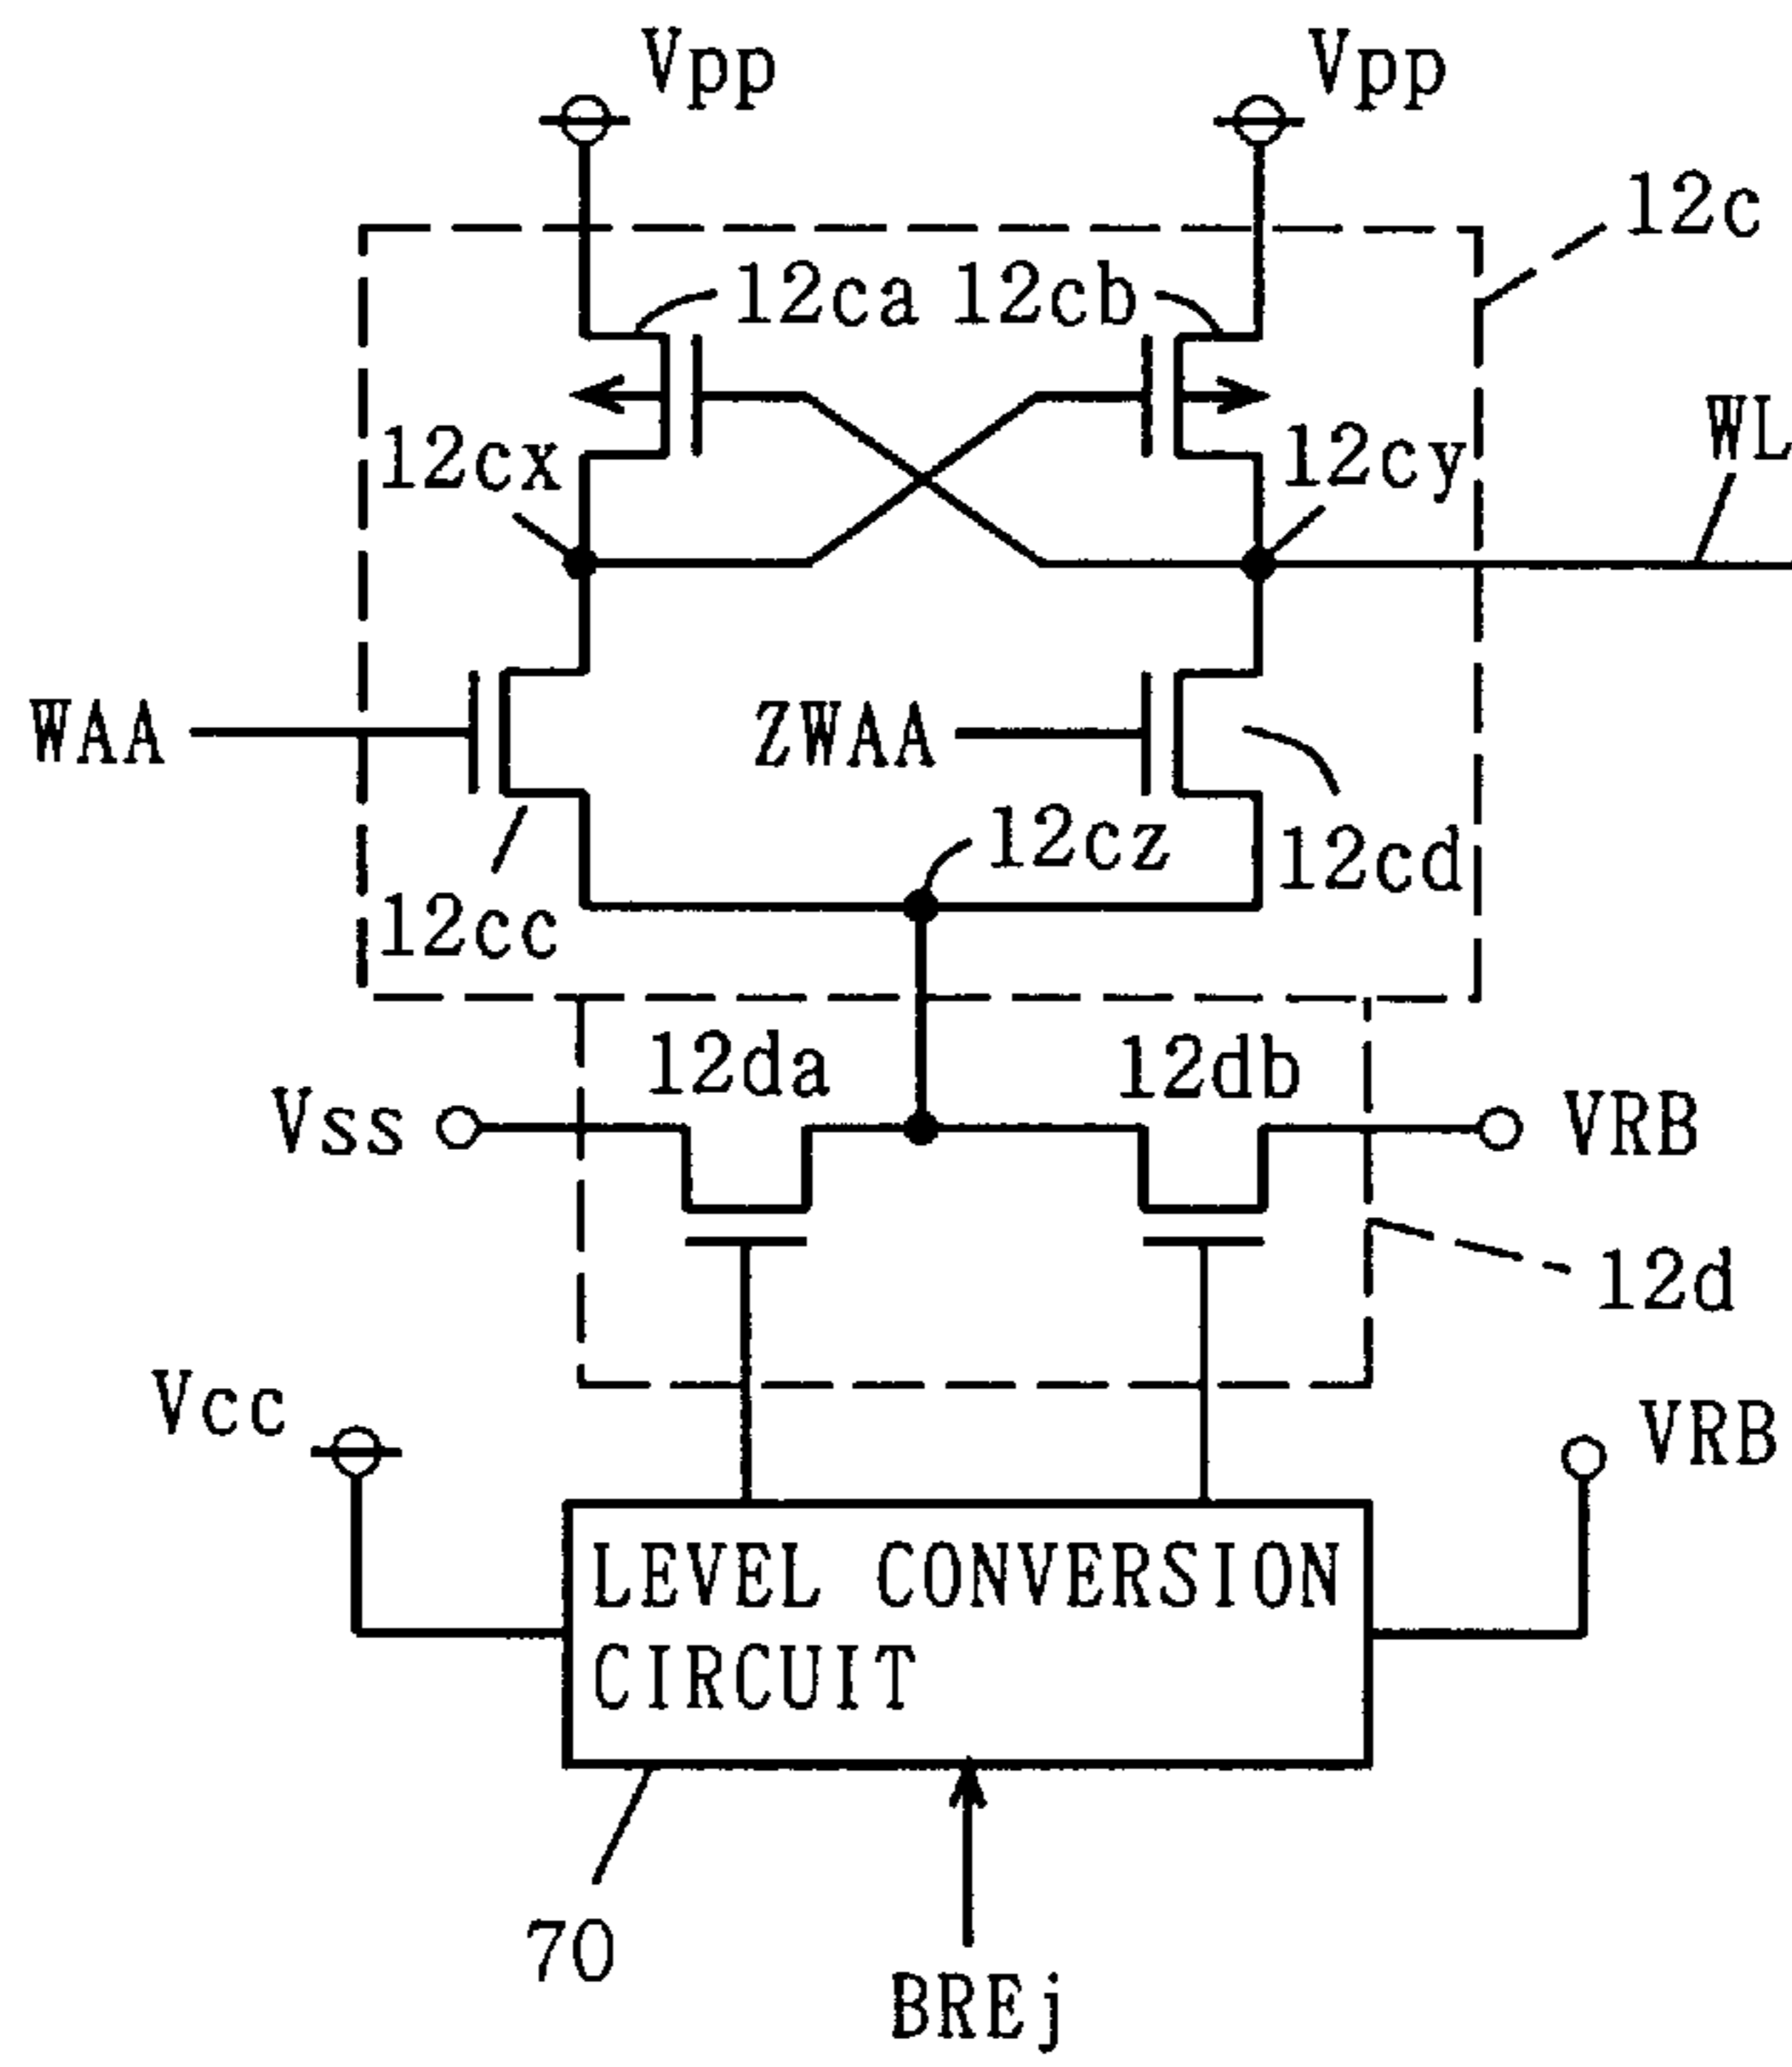 Vpp
Vpp
12c
12ca
12cb
12cx
12cy
WL
WAA
ZWAA
12cz
12cd
12cc
12da
12db
Vss
VRB
12d
Vcc
VRB
LEVEL CONVERSION
CIRCUIT
70
BREj